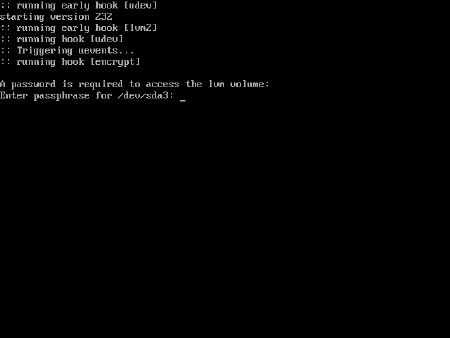 :: running early hook [udev]
starting version 232
:: running early hook [lvm2]
:: running hook [udev]
:: Triggering uevents...
:: running hook [encrypt]
A password is required to access the lvm volume:
Enter passphrase for /dev/sda3: _